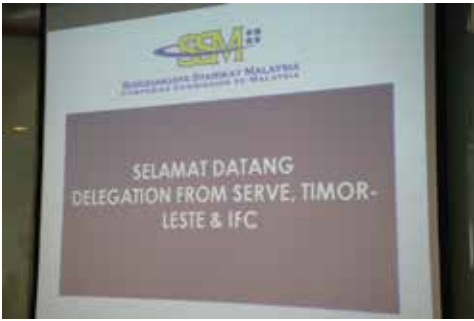 SSM
SURUHANJAYA SYARIKAT MALAYSIA
COMPANIES COMMISSION OF MALAYSIA
SELAMAT DATANG
DELEGATION FROM SERVE, TIMOR-
LESTE & IFC